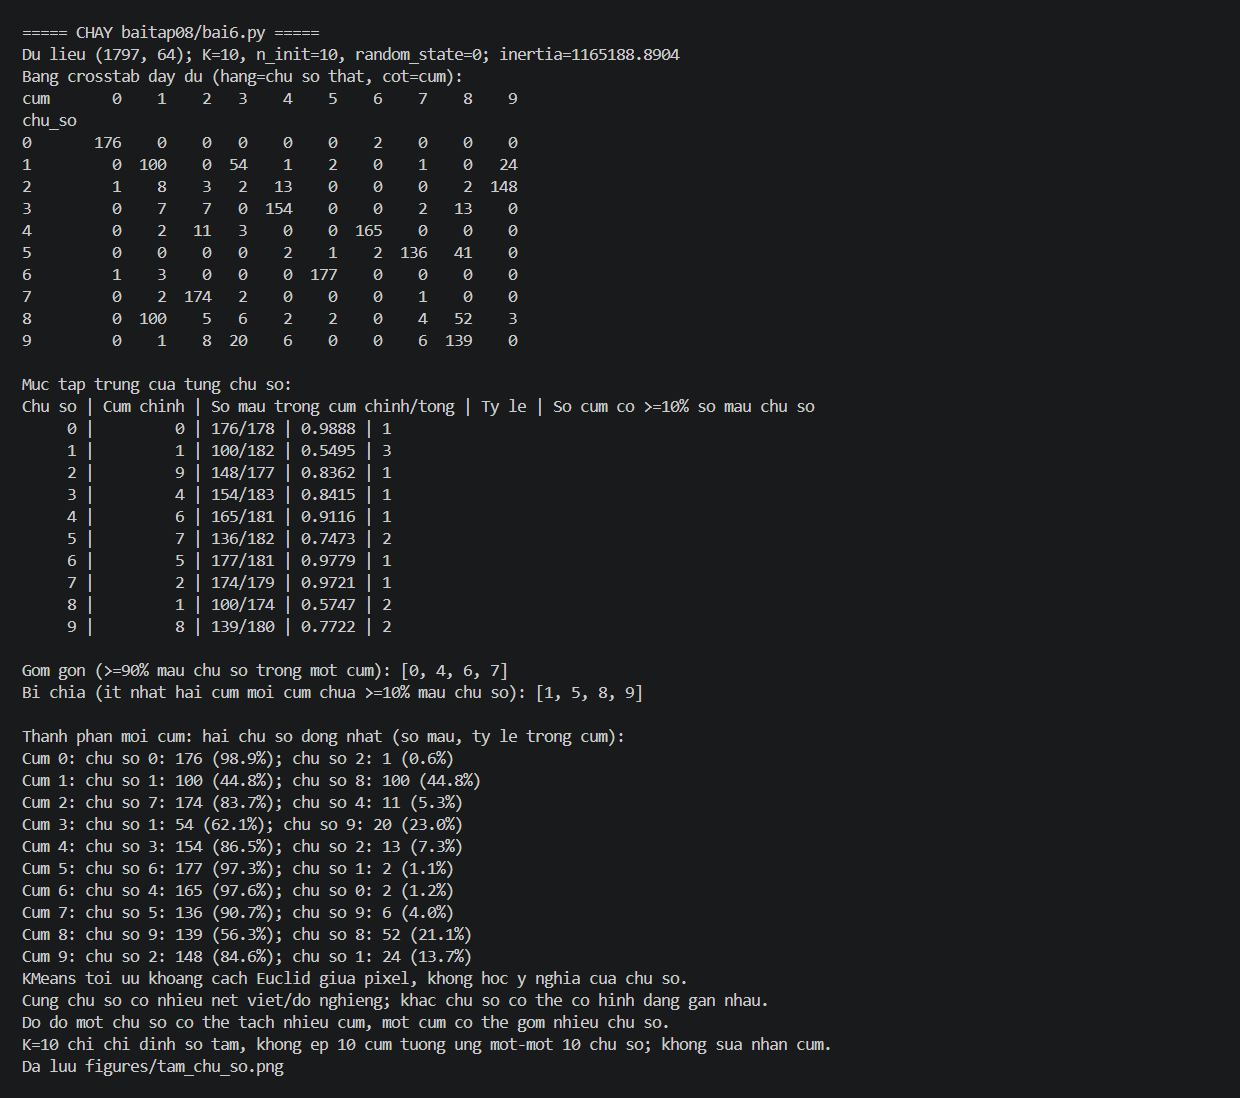 ===== CHAY baitap08/bai6.py =====
Du lieu (1797, 64); K=10, n_init=10, random_state=0; inertia=1165188.8904
Bang crosstab day du (hang=chu so that, cot=cum):
cum       0    1    2   3    4    5    6    7    8    9
chu_so
0       176    0    0   0    0    0    2    0    0    0
1         0  100    0  54    1    2    0    1    0   24
2         1    8    3   2   13    0    0    0    2  148
3         0    7    7   0  154    0    0    2   13    0
4         0    2   11   3    0    0  165    0    0    0
5         0    0    0   0    2    1    2  136   41    0
6         1    3    0   0    0  177    0    0    0    0
7         0    2  174   2    0    0    0    1    0    0
8         0  100    5   6    2    2    0    4   52    3
9         0    1    8  20    6    0    0    6  139    0
Muc tap trung cua tung chu so:
Chu so | Cum chinh | So mau trong cum chinh/tong | Ty le | So cum co >=10% so mau chu so
     0 |         0 | 176/178 | 0.9888 | 1
     1 |         1 | 100/182 | 0.5495 | 3
     2 |         9 | 148/177 | 0.8362 | 1
     3 |         4 | 154/183 | 0.8415 | 1
     4 |         6 | 165/181 | 0.9116 | 1
     5 |         7 | 136/182 | 0.7473 | 2
     6 |         5 | 177/181 | 0.9779 | 1
     7 |         2 | 174/179 | 0.9721 | 1
     8 |         1 | 100/174 | 0.5747 | 2
     9 |         8 | 139/180 | 0.7722 | 2
Gom gon (>=90% mau chu so trong mot cum): [0, 4, 6, 7]
Bi chia (it nhat hai cum moi cum chua >=10% mau chu so): [1, 5, 8, 9]
Thanh phan moi cum: hai chu so dong nhat (so mau, ty le trong cum):
Cum 0: chu so 0: 176 (98.9%); chu so 2: 1 (0.6%)
Cum 1: chu so 1: 100 (44.8%); chu so 8: 100 (44.8%)
Cum 2: chu so 7: 174 (83.7%); chu so 4: 11 (5.3%)
Cum 3: chu so 1: 54 (62.1%); chu so 9: 20 (23.0%)
Cum 4: chu so 3: 154 (86.5%); chu so 2: 13 (7.3%)
Cum 5: chu so 6: 177 (97.3%); chu so 1: 2 (1.1%)
Cum 6: chu so 4: 165 (97.6%); chu so 0: 2 (1.2%)
Cum 7: chu so 5: 136 (90.7%); chu so 9: 6 (4.0%)
Cum 8: chu so 9: 139 (56.3%); chu so 8: 52 (21.1%)
Cum 9: chu so 2: 148 (84.6%); chu so 1: 24 (13.7%)
KMeans toi uu khoang cach Euclid giua pixel, khong hoc y nghia cua chu so.
Cung chu so co nhieu net viet/do nghieng; khac chu so co the co hinh dang gan nhau.
Do do mot chu so co the tach nhieu cum, mot cum co the gom nhieu chu so.
K=10 chi chi dinh so tam, khong ep 10 cum tuong ung mot-mot 10 chu so; khong sua nhan cum.
Da luu figures/tam_chu_so.png